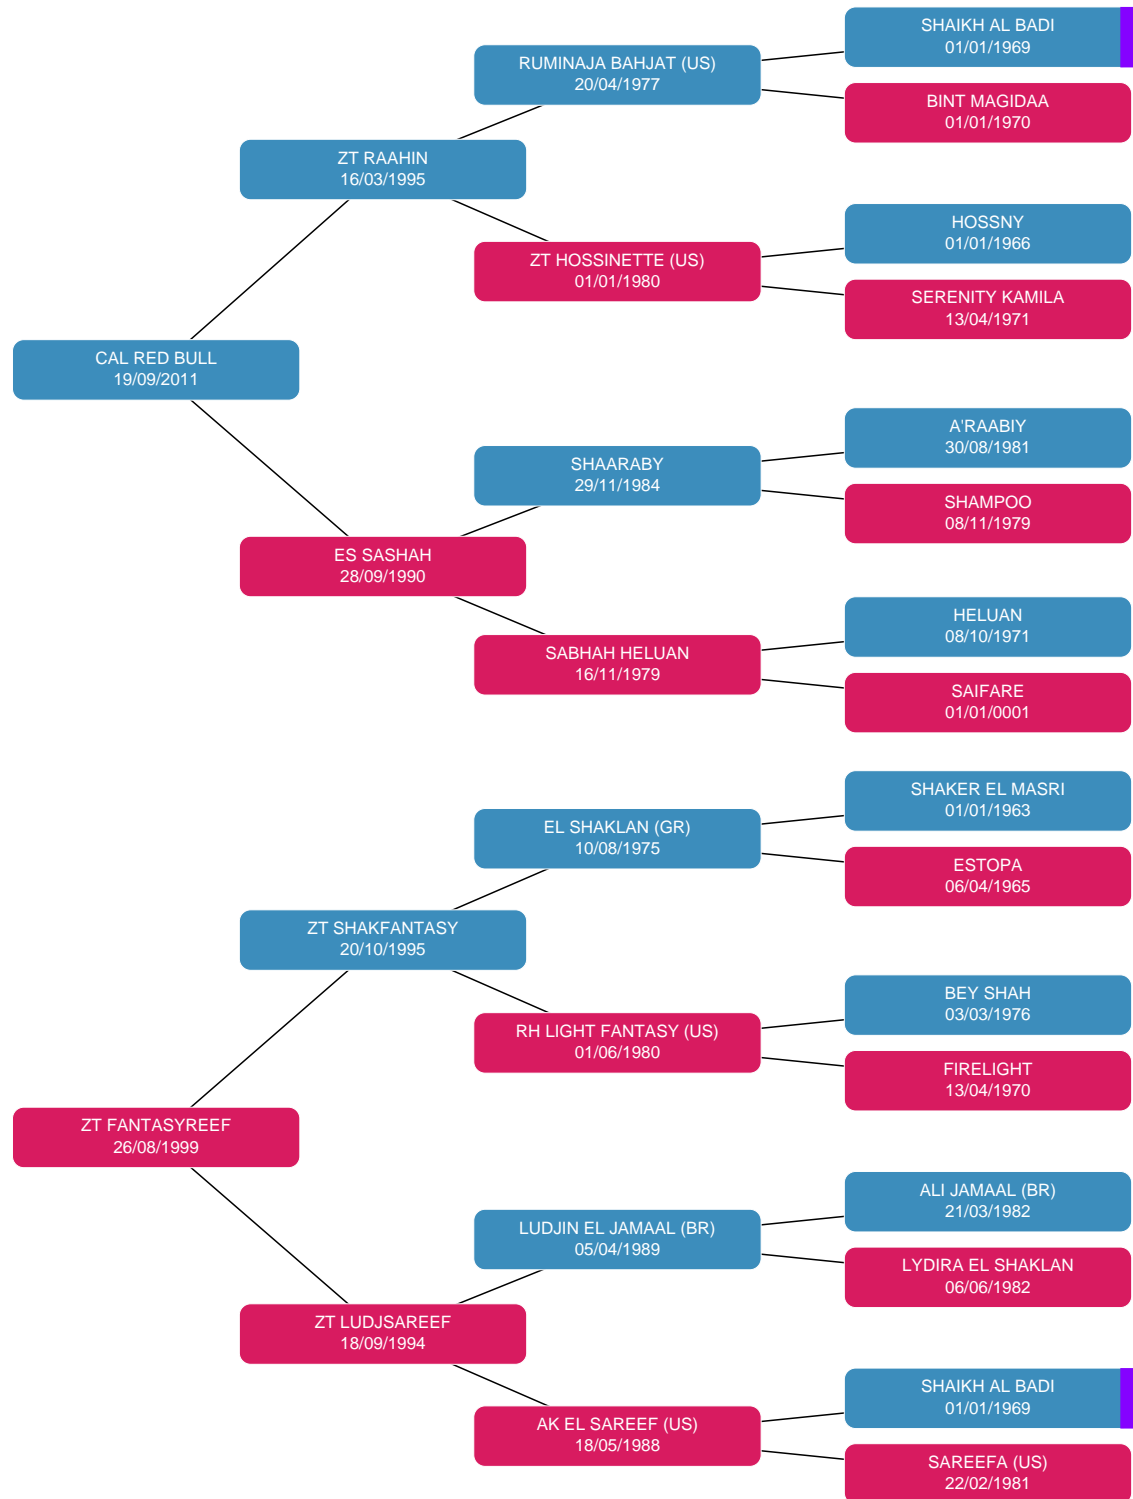 SHAIKH AL BADI
01/01/1969
RUMINAJA BAHJAT (US)
20/04/1977
BINT MAGIDAA
01/01/1970
ZT RAAHIN
16/03/1995
HOSSNY
01/01/1966
ZT HOSSINETTE (US)
01/01/1980
SERENITY KAMILA
13/04/1971
CAL RED BULL
19/09/2011
A'RAABIY
30/08/1981
SHAARABY
29/11/1984
SHAMPOO
08/11/1979
ES SASHAH
28/09/1990
HELUAN
08/10/1971
SABHAH HELUAN
16/11/1979
SAIFARE
01/01/0001
SHAKER EL MASRI
01/01/1963
EL SHAKLAN (GR)
10/08/1975
ESTOPA
06/04/1965
ZT SHAKFANTASY
20/10/1995
BEY SHAH
03/03/1976
RH LIGHT FANTASY (US)
01/06/1980
FIRELIGHT
13/04/1970
ZT FANTASYREEF
26/08/1999
ALI JAMAAL (BR)
21/03/1982
LUDJIN EL JAMAAL (BR)
05/04/1989
LYDIRA EL SHAKLAN
06/06/1982
ZT LUDJSAREEF
18/09/1994
SHAIKH AL BADI
01/01/1969
AK EL SAREEF (US)
18/05/1988
SAREEFA (US)
22/02/1981